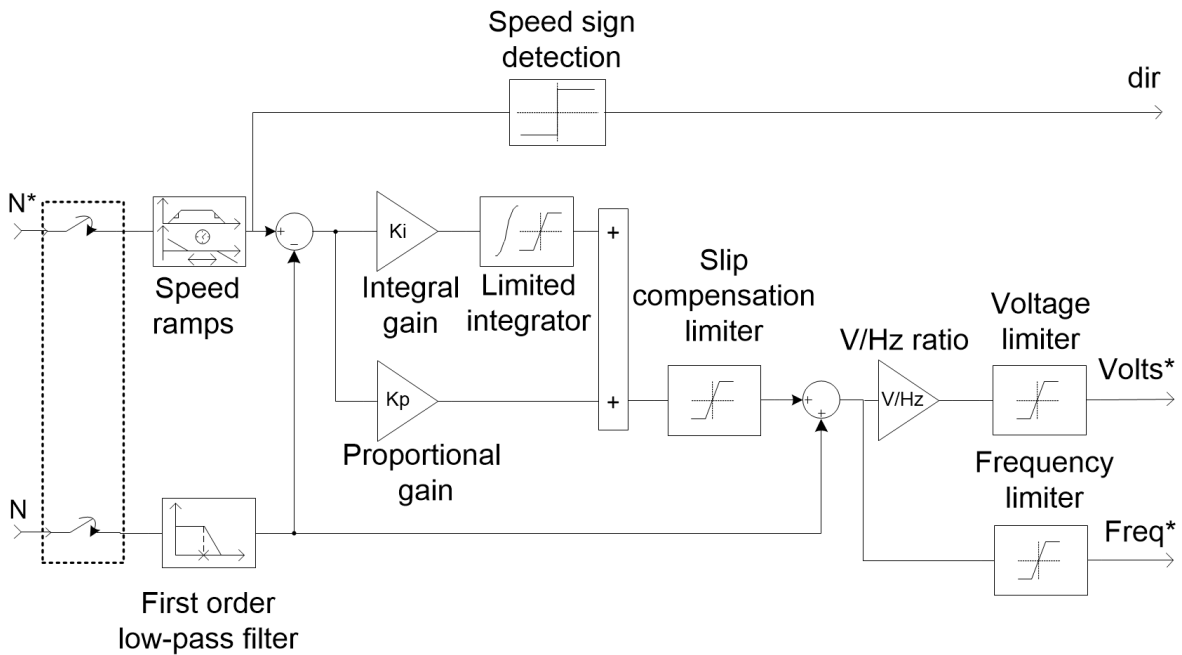 Speed sign
detection
dir
N*
+
−
Ki
+
Speed
ramps
Integral
gain
Limited
integrator
Slip
compensation
limiter
Voltage
limiter
V/Hz ratio
Volts*
Kp
+
+
+
V/Hz
Proportional
gain
Frequency
limiter
N
Freq*
First order
low-pass filter